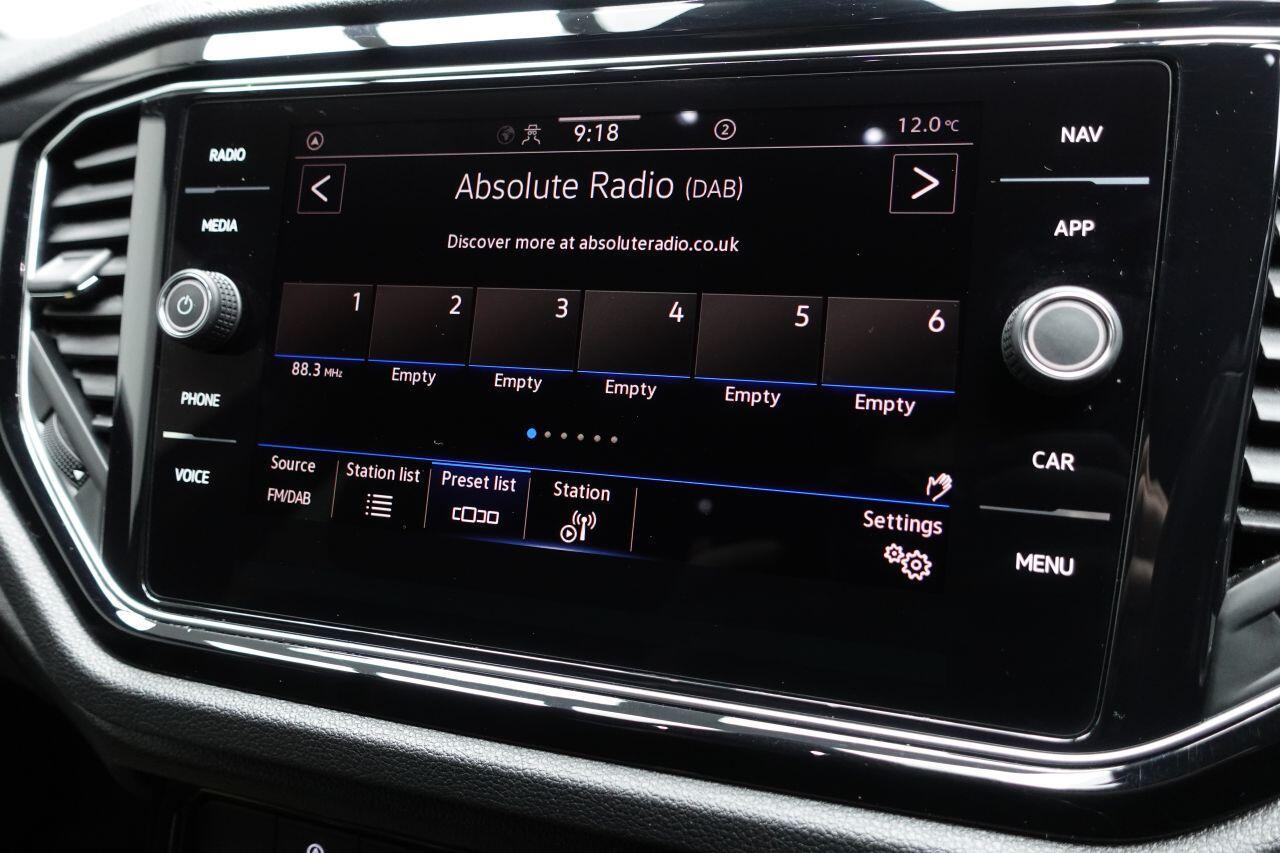 RADIO
MEDIA
PHONE
VOICE
9:18
2
12.0 °C
Absolute Radio (DAB)
Discover more at absoluteradio.co.uk
1 2 3 4 5 6
88.3 MHz Empty Empty Empty Empty Empty
Source Station list Preset list Station
FM/DAB
Settings
NAV
APP
CAR
MENU